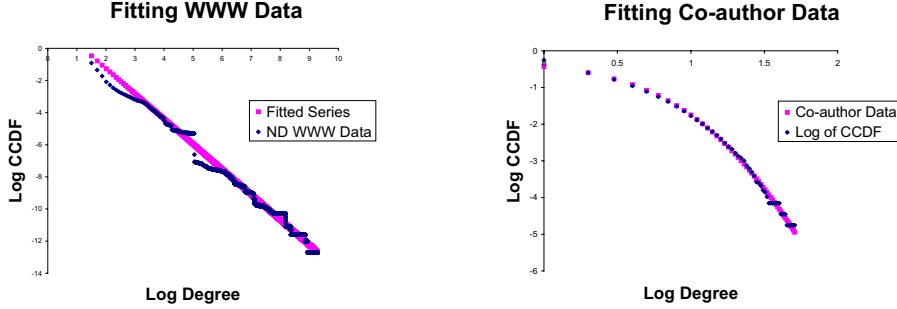 Fitting WWW Data
0
0 1 2 3 4 5 6 7 8 9 10
-2
-4
-6
-8
-10
-12
-14
Log CCDF
Fitted Series
ND WWW Data
Log Degree
Fitting Co-author Data
0
0 0.5 1 1.5 2
-1
-2
-3
-4
-5
-6
Log CCDF
Co-author Data
Log of CCDF
Log Degree